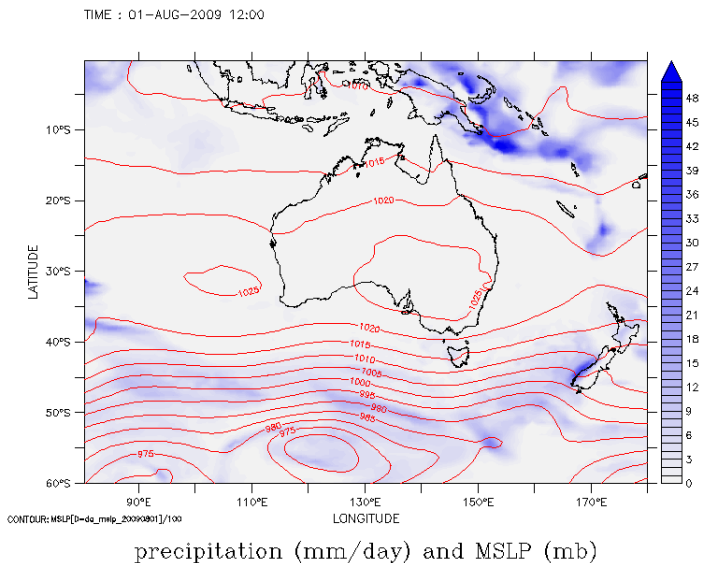 TIME : 01-AUG-2009 12:00
10°S
20°S
30°S
40°S
50°S
60°S
LATITUDE
90°E
110°E
130°E
150°E
170°E
LONGITUDE
1010
1015
1020
1025
1025
1020
1015
1010
1005
1000
995
990
985
980
975
975
48
45
42
39
36
33
30
27
24
21
18
15
12
9
6
3
0
CONTOUR: MSLP[D=de_mslp_20090801]/100
precipitation (mm/day) and MSLP (mb)